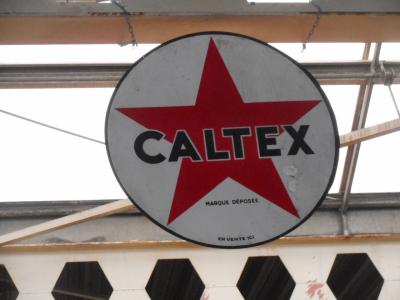 CALTEX
MARQUE DÉPOSÉE
EN VENTE ICI